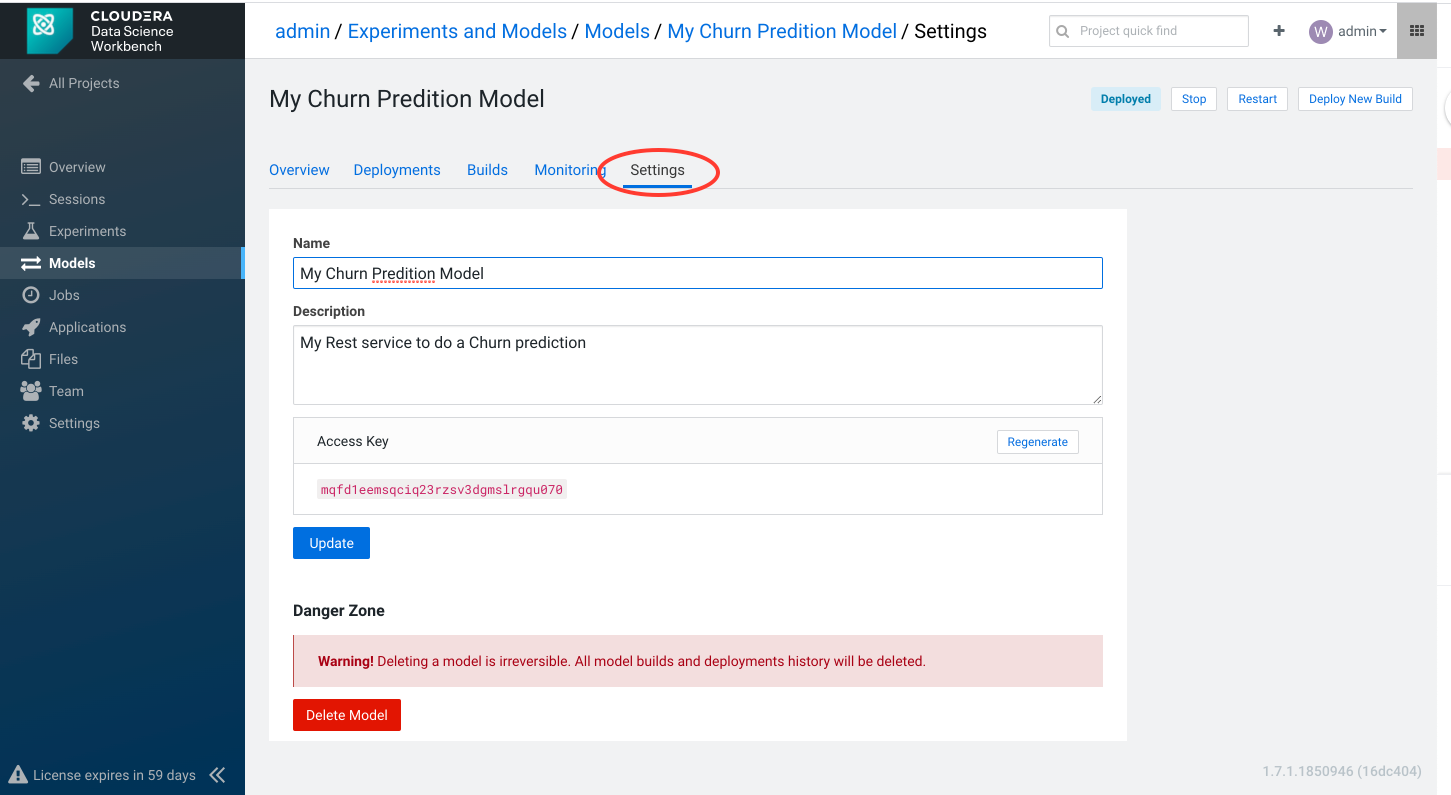 CLOUDERA
Data Science
Workbench
admin / Experiments and Models / Models / My Churn Predition Model / Settings
Project quick find
W admin
All Projects
My Churn Predition Model
Deployed
Stop
Restart
Deploy New Build
Overview
Sessions
Experiments
Models
Jobs
Applications
Files
Team
Settings
Overview Deployments Builds Monitoring Settings
Name
My Churn Predition Model
Description
My Rest service to do a Churn prediction
Access Key
Regenerate
mqfd1eemsqciq23rzsv3dgmslrgqu070
Update
Danger Zone
Warning! Deleting a model is irreversible. All model builds and deployments history will be deleted.
Delete Model
License expires in 59 days
1.7.1.1850946 (16dc404)